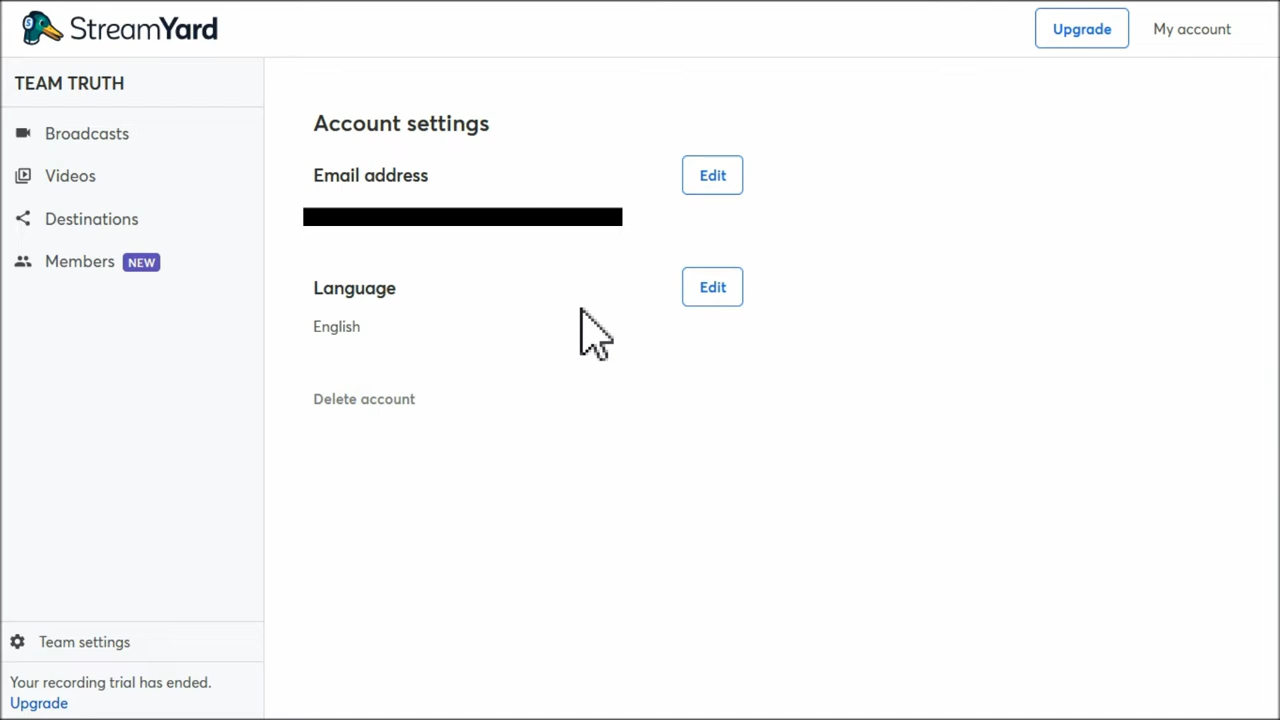 StreamYard
Upgrade
My account
TEAM TRUTH
Broadcasts
Videos
Destinations
Members NEW
Account settings
Email address
Edit
Language
Edit
English
Delete account
Team settings
Your recording trial has ended.
Upgrade